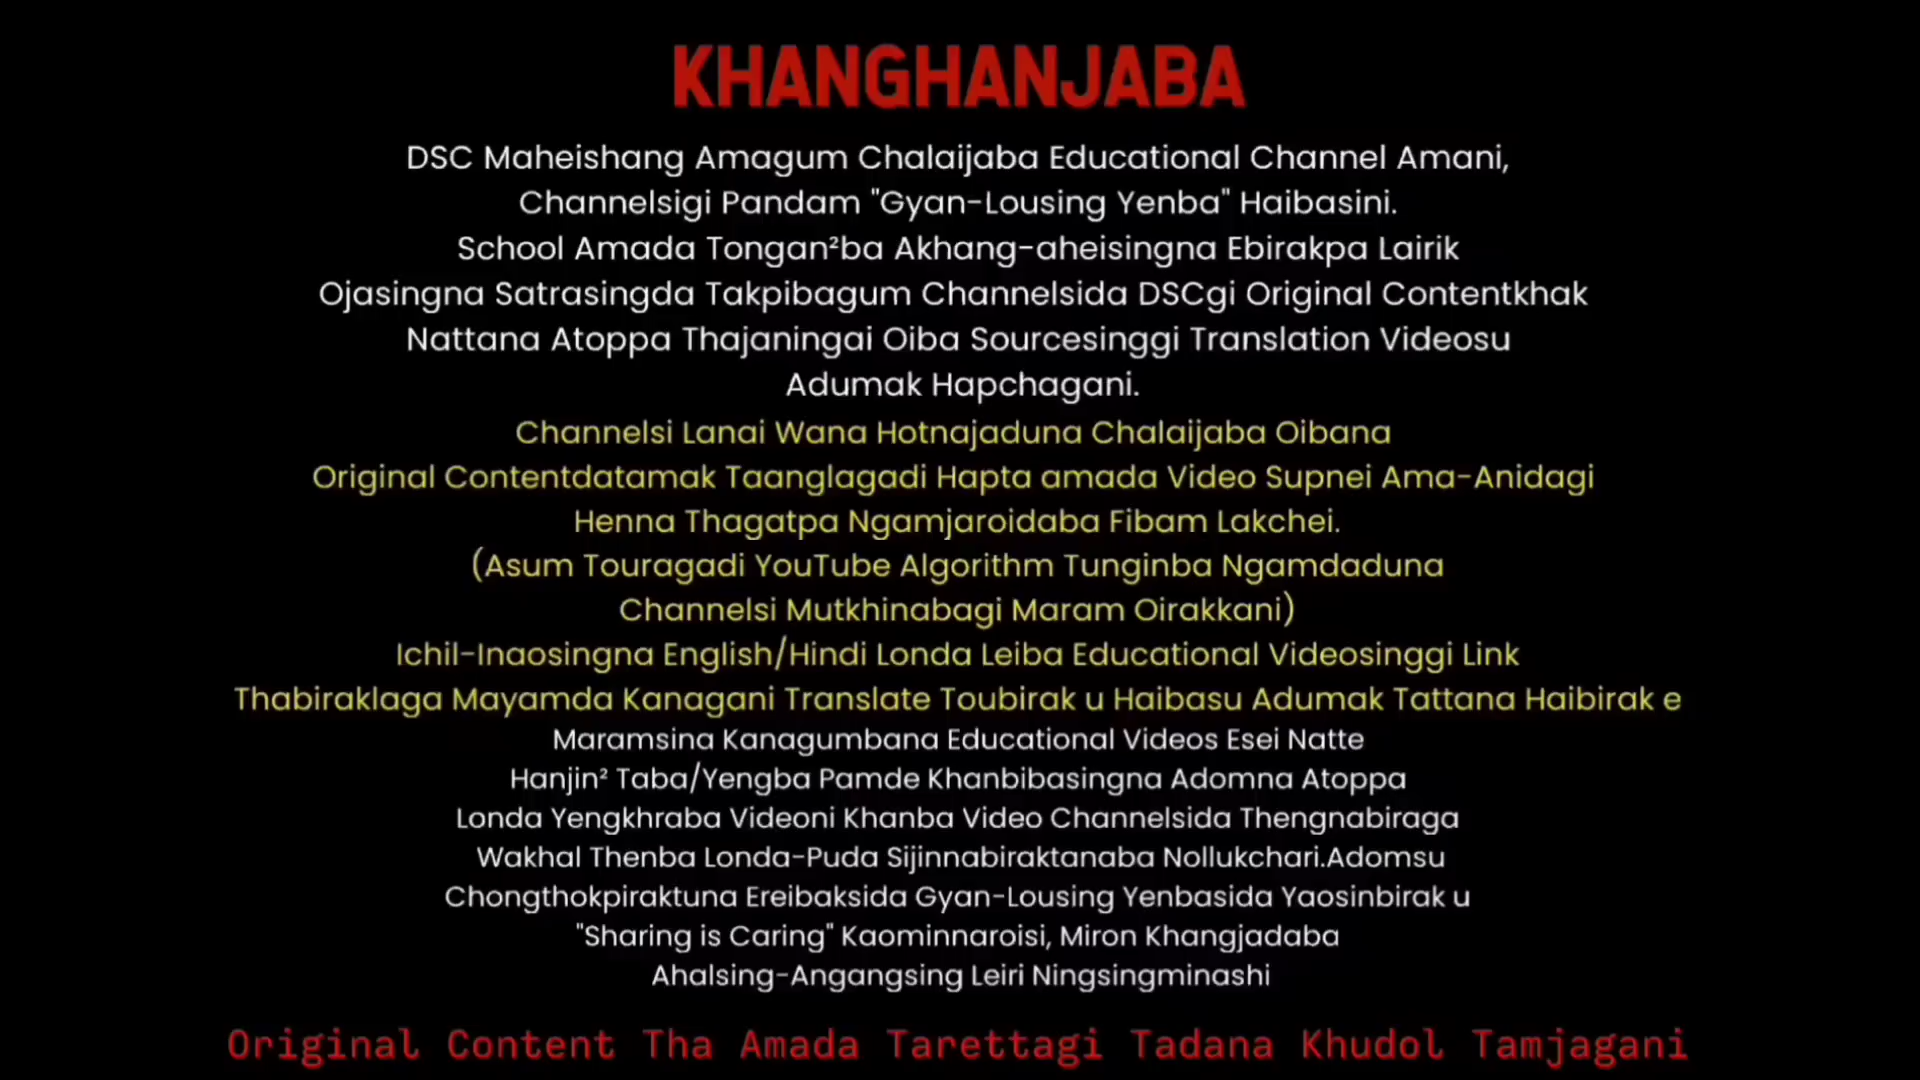 KHANGHANJABA
DSC Maheishang Amagum Chalaijaba Educational Channel Amani,
Channelsigi Pandam "Gyan-Lousing Yenba" Haibasini.
School Amada Tongan²ba Akhang-aheisingna Ebirakpa Lairik
Ojasingna Satrasingda Takpibagum Channelsida DSCgi Original Contentkhak
Nattana Atoppa Thajaningai Oiba Sourcesinggi Translation Videosu
Adumak Hapchagani.
Channelsi Lanai Wana Hotnajaduna Chalaijaba Oibana
Original Contentdatamak Taanglagadi Hapta amada Video Supnei Ama-Anidagi
Henna Thagatpa Ngamjaroidaba Fibam Lakchei.
(Asum Touragadi YouTube Algorithm Tunginba Ngamdaduna
Channelsi Mutkhinabagi Maram Oirakkani)
Ichil-Inaosingna English/Hindi Londa Leiba Educational Videosinggi Link
Thabiraklaga Mayamda Kanagani Translate Toubirak u Haibasu Adumak Tattana Haibirak e
Maramsina Kanagumbana Educational Videos Esei Natte
Hanjin² Taba/Yengba Pamde Khanbibasingna Adomna Atoppa
Londa Yengkhraba Videoni Khanba Video Channelsida Thengnabiraga
Wakhal Thenba Londa-Puda Sijinnabiraktanaba Nollukchari.Adomsu
Chongthokpiraktuna Ereibaksida Gyan-Lousing Yenbasida Yaosinbirak u
"Sharing is Caring" Kaominnaroisi, Miron Khangjadaba
Ahalsing-Angangsing Leiri Ningsingminashi
Original Content Tha Amada Tarettagi Tadana Khudol Tamjagani